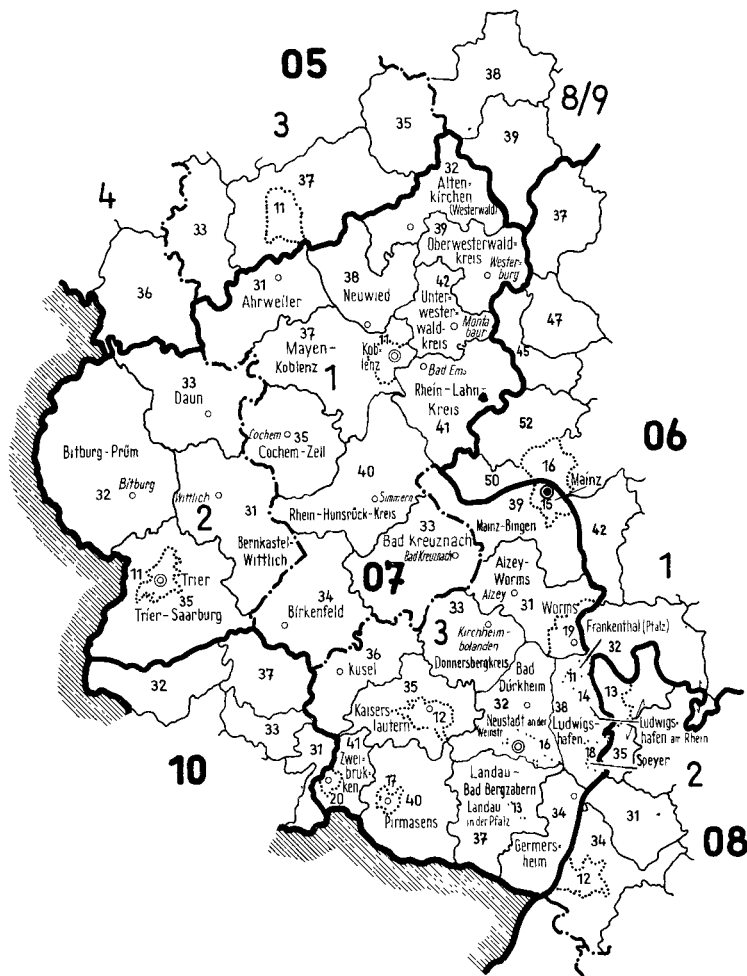 05
38
8/9
3
35
39
37
32
Alten-
kirchen
(Westerwald)
4
33
11
37
39
Oberwesterwald-
kreis
Wester-
burg
36
31
Ahrweiler
38
Neuwied
42
Unter-
wester-
wald-
kreis
Monta
baur
47
37
Mayen-
Koblenz
11
Kob-
lenz
45
1
Bad Ems
Rhein-Lahn-
Kreis
41
33
Daun
52
Cochem
35
Cochem-Zell
06
Bitburg-Prüm
40
50
16
Mainz
32
Bitburg
Wittlich
Simmern
Rhein-Hunsrück-Kreis
39
15
2
31
Mainz-Bingen
42
33
Bad Kreuznach
Bad Kreuznach
Bernkastel-
Wittlich
Alzey-
Worms
1
11
Trier
07
Alzey
31
35
Trier-Saarburg
34
Birkenfeld
33
Worms
3
Kirchheim-
bolanden
19
Frankenthal (Pfalz)
32
Donnersbergkreis
36
Kusel
Bad
Dürkheim
11
37
32
35
14
13
Kaisers-
lautern
12
32
38
Neustadt an der
Weinstr.
Ludwigs-
hafen
Ludwigs-
hafen am Rhein
33
31
41
Zwei-
brük-
ken
16
18
35
Speyer
10
2
17
Landau-
Bad Bergzabern
20
40
Landau
in der Pfalz
13
34
31
Pirmasens
37
34
08
Germers-
heim
12